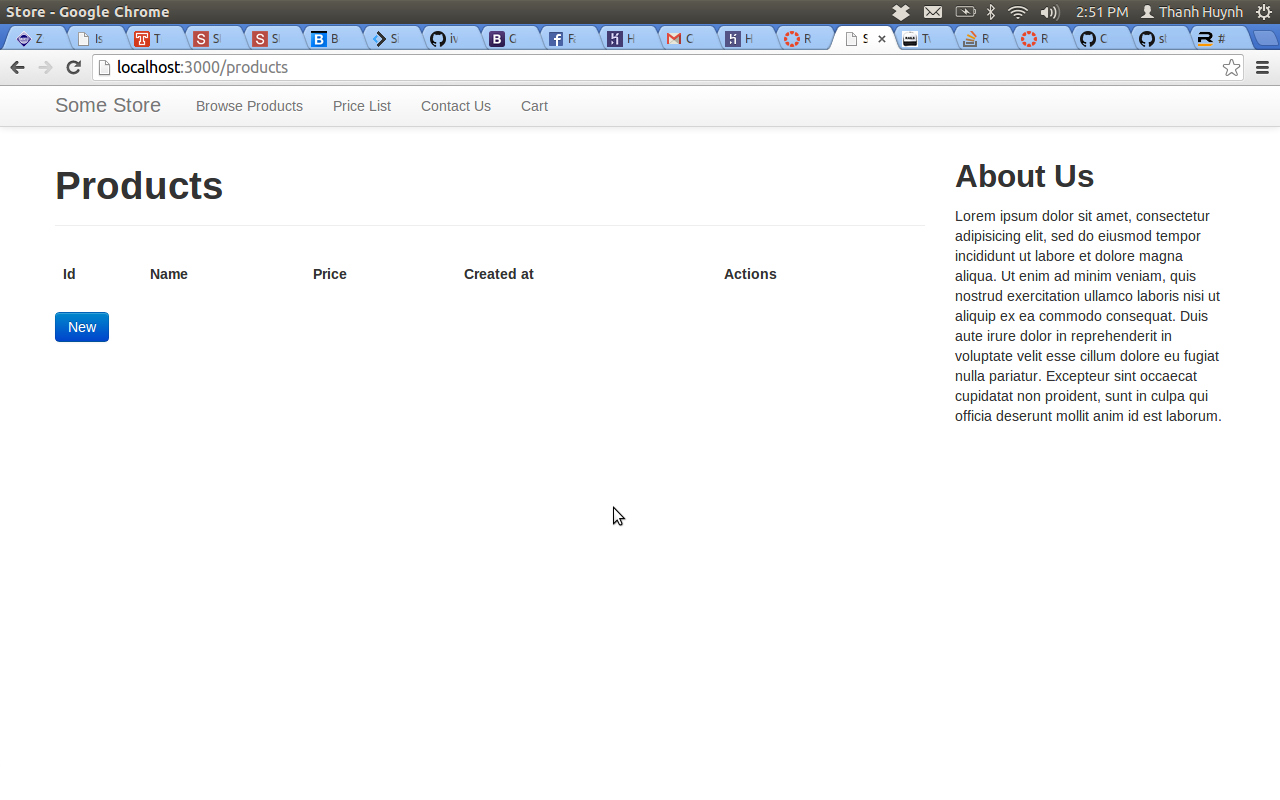 Store - Google Chrome
2:51 PM Thanh Huynh
Z Is T S S B S G F H C H R S R R C st #
localhost:3000/products
Some Store Browse Products Price List Contact Us Cart
Products
Id Name Price Created at Actions
New
About Us
Lorem ipsum dolor sit amet, consectetur
adipisicing elit, sed do eiusmod tempor
incididunt ut labore et dolore magna
aliqua. Ut enim ad minim veniam, quis
nostrud exercitation ullamco laboris nisi ut
aliquip ex ea commodo consequat. Duis
aute irure dolor in reprehenderit in
voluptate velit esse cillum dolore eu fugiat
nulla pariatur. Excepteur sint occaecat
cupidatat non proident, sunt in culpa qui
officia deserunt mollit anim id est laborum.